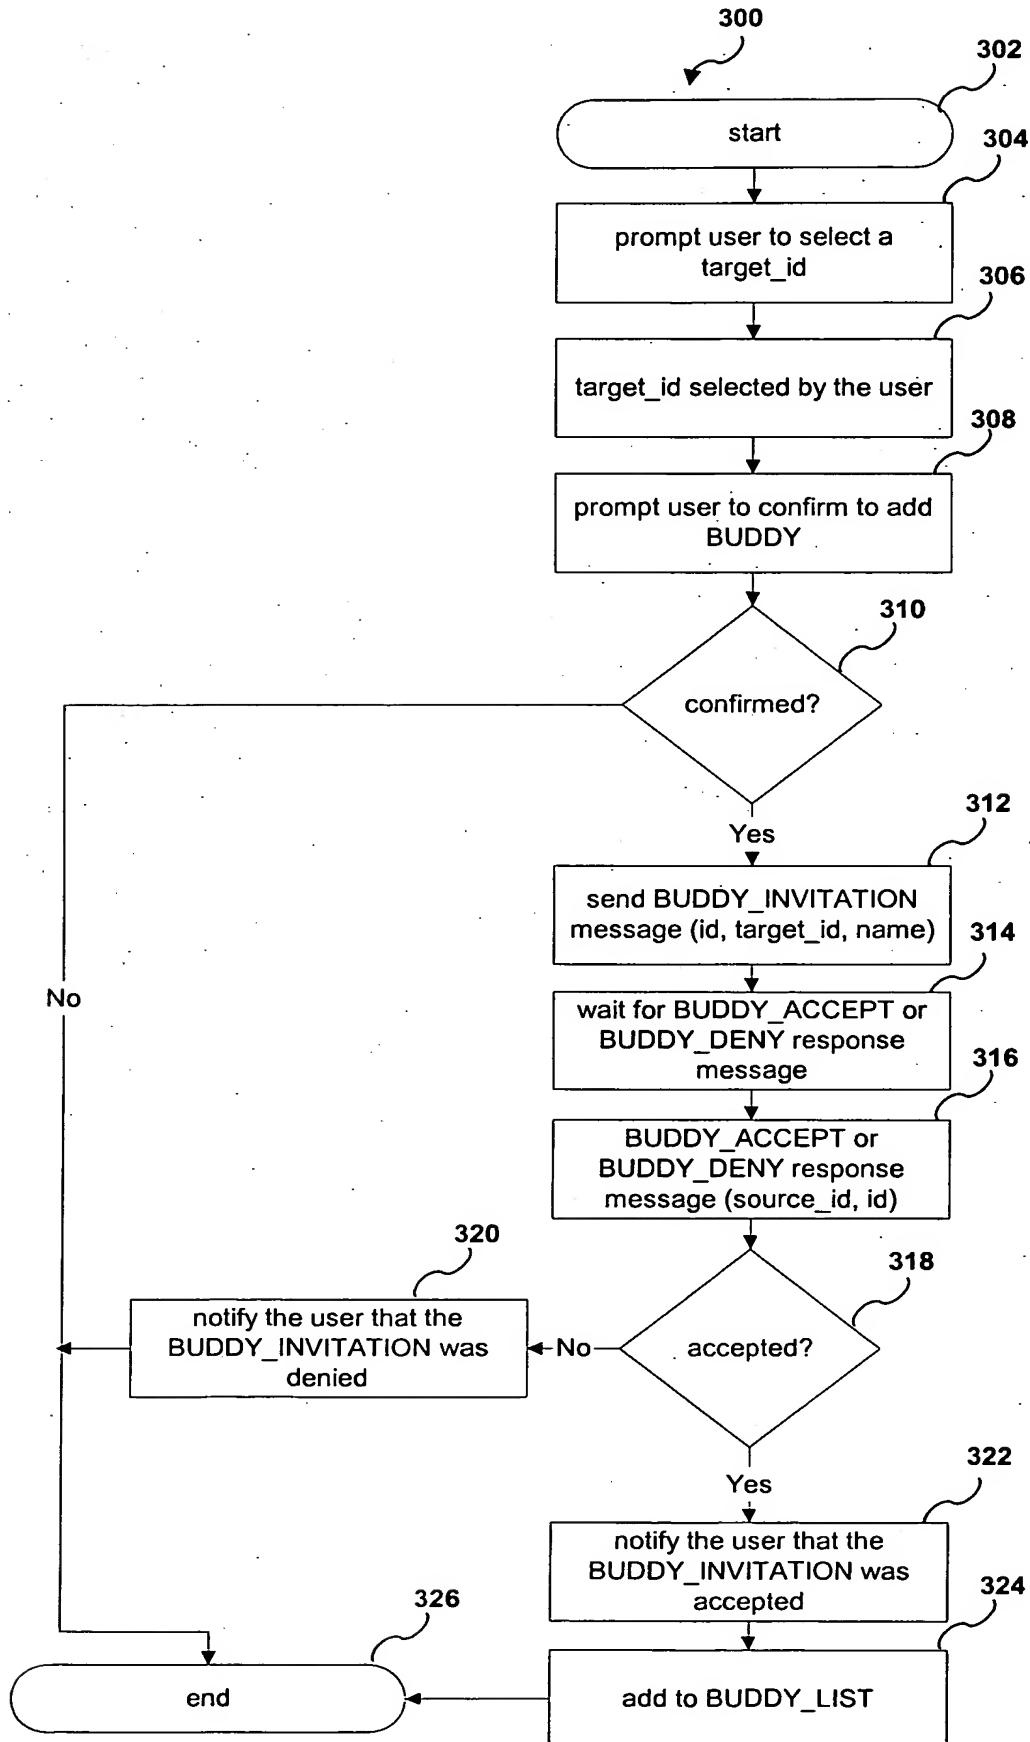 300
302
start
304
prompt user to select a
target_id
306
target_id selected by the user
308
prompt user to confirm to add
BUDDY
310
confirmed?
No
Yes
312
send BUDDY_INVITATION
message (id, target_id, name)
314
wait for BUDDY_ACCEPT or
BUDDY_DENY response
message
316
BUDDY_ACCEPT or
BUDDY_DENY response
message (source_id, id)
318
accepted?
No
320
notify the user that the
BUDDY_INVITATION was
denied
Yes
322
notify the user that the
BUDDY_INVITATION was
accepted
324
add to BUDDY_LIST
326
end